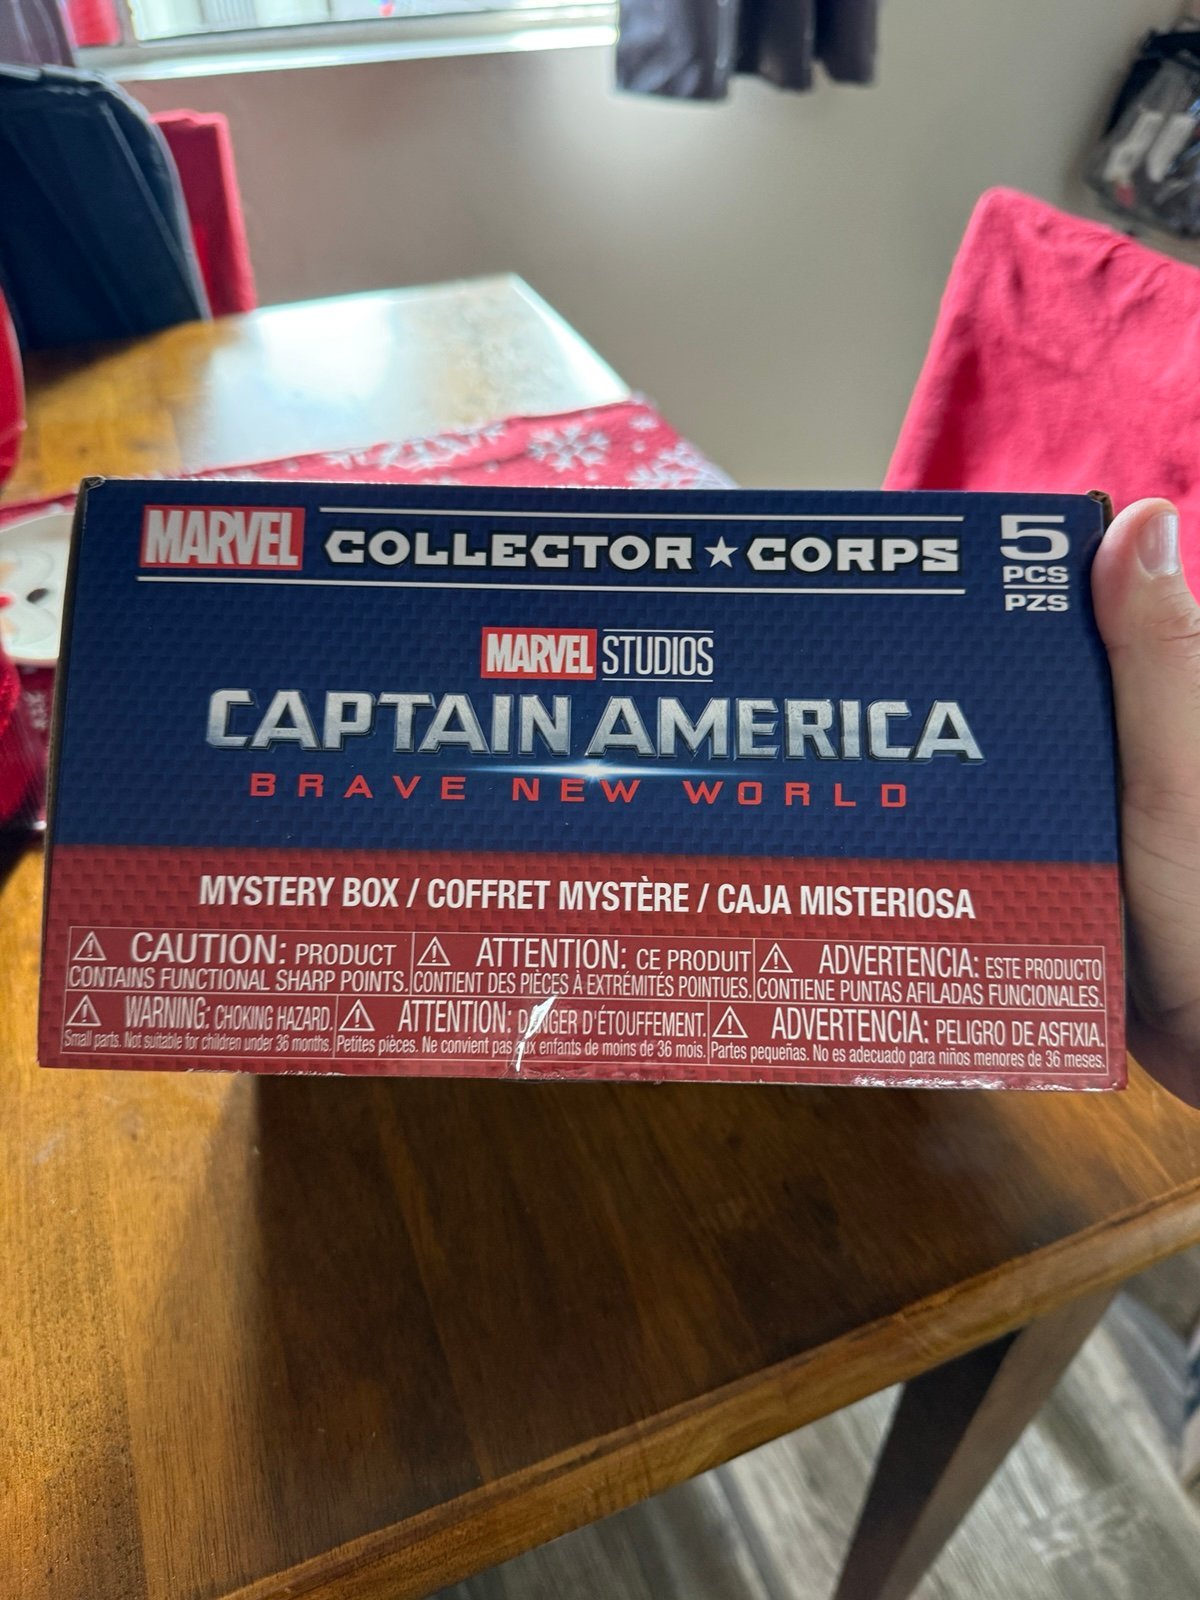 MARVEL COLLECTOR★CORPS
5
PCS
PZS
MARVEL STUDIOS
CAPTAIN AMERICA
BRAVE NEW WORLD
MYSTERY BOX / COFFRET MYSTÈRE / CAJA MISTERIOSA
⚠ CAUTION: PRODUCT
CONTAINS FUNCTIONAL SHARP POINTS.
⚠ ATTENTION: CE PRODUIT
CONTIENT DES PIÈCES À EXTRÉMITÉS POINTUES.
⚠ ADVERTENCIA: ESTE PRODUCTO
CONTIENE PUNTAS AFILADAS FUNCIONALES.
⚠ WARNING: CHOKING HAZARD.
Small parts. Not suitable for children under 36 months.
⚠ ATTENTION: DANGER D'ÉTOUFFEMENT.
Petites pièces. Ne convient pas aux enfants de moins de 36 mois.
⚠ ADVERTENCIA: PELIGRO DE ASFIXIA.
Partes pequeñas. No es adecuado para niños menores de 36 meses.